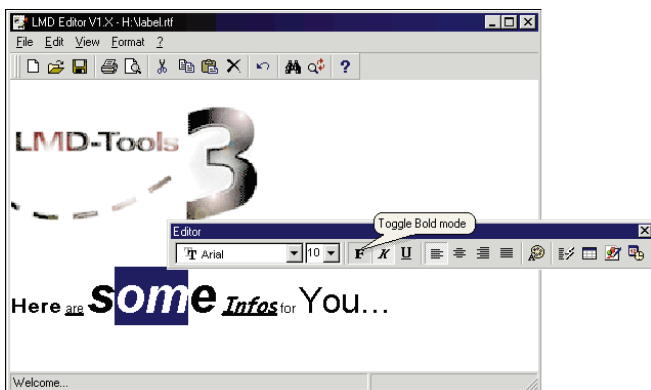 LMD Editor V1.X - H:\label.rtf
File Edit View Format ?
LMD-Tools 3
Toggle Bold mode
Editor
Arial 10 F K U
Here are some Infos for You...
Welcome...